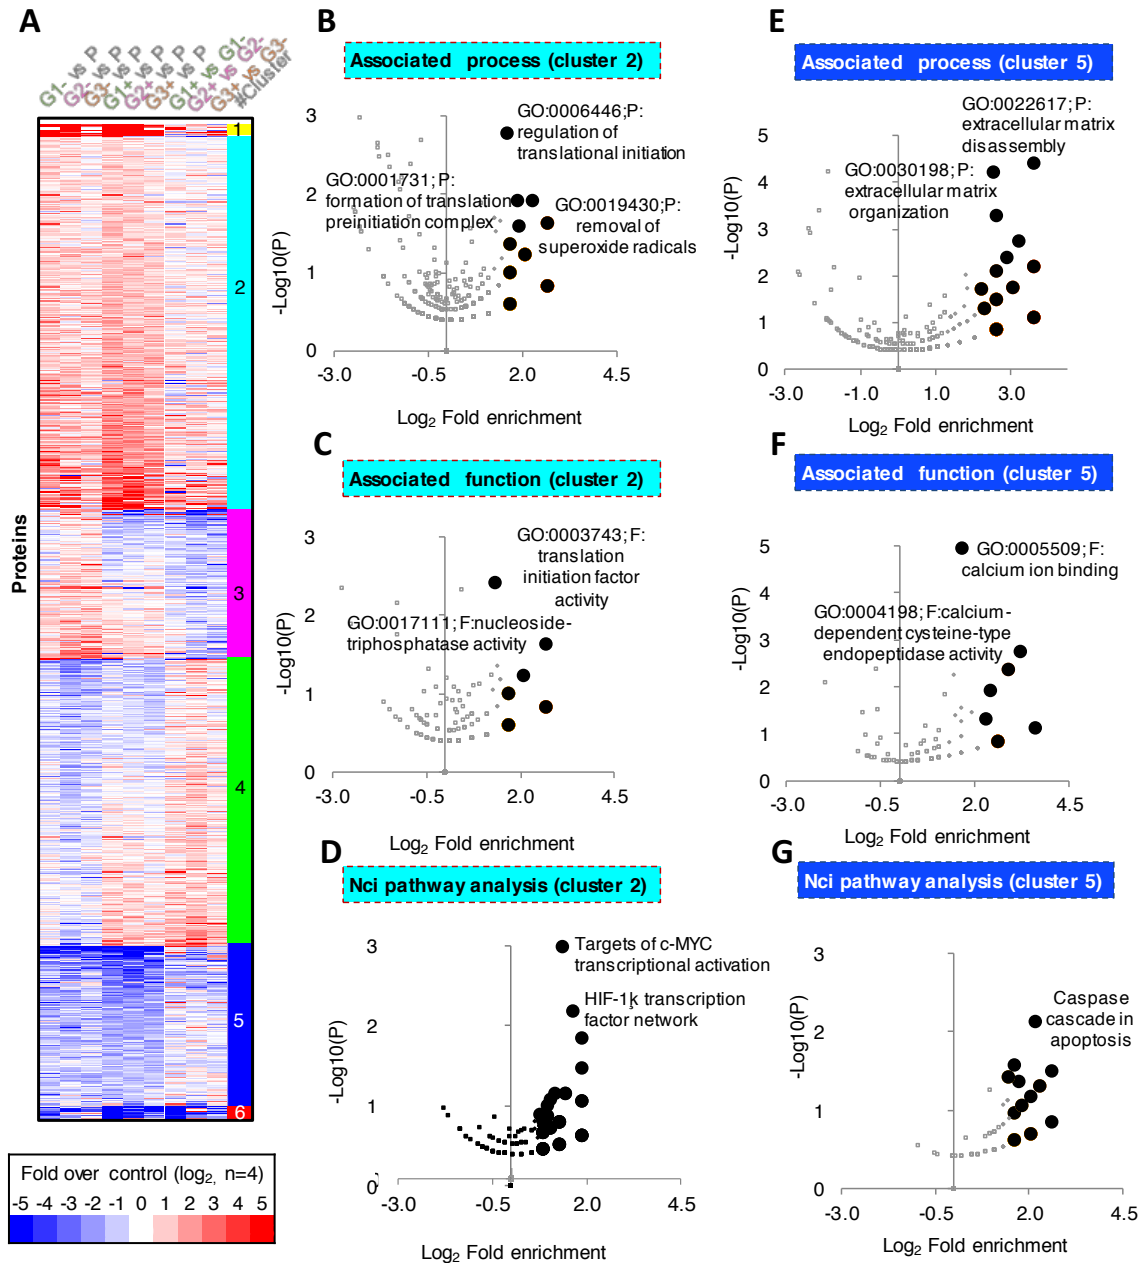 A
G1- vs P
G2- vs P
G3- vs P
G1+ vs P
G2+ vs P
G3+ vs P
G1+ vs G1-
G2+ vs G2-
G3+ vs G3-
#Cluster
Proteins
1
2
3
4
5
6
Fold over control (log2, n=4)
-5 -4 -3 -2 -1 0 1 2 3 4 5
B
Associated process (cluster 2)
GO:0006446; P:
regulation of
translational initiation
GO:0001731; P:
formation of translation
preinitiation complex
GO:0019430; P:
removal of
superoxide radicals
-Log10(P)
3
2
1
0
-3.0 -0.5 2.0 4.5
Log2 Fold enrichment
C
Associated function (cluster 2)
GO:0003743; F:
translation
initiation factor
activity
GO:0017111; F:nucleoside-
triphosphatase activity
-Log10(P)
3
2
1
0
-3.0 -0.5 2.0 4.5
Log2 Fold enrichment
D
Nci pathway analysis (cluster 2)
Targets of c-MYC
transcriptional activation
transcription
factor network
-Log10(P)
3
2
1
0
-3.0 -0.5 2.0 4.5
Log2 Fold enrichment
E
Associated process (cluster 5)
GO:0022617; P:
extracellular matrix
disassembly
GO:0030198; P:
extracellular matrix
organization
-Log10(P)
5
4
3
2
1
0
-3.0 -1.0 1.0 3.0
Log2 Fold enrichment
F
Associated function (cluster 5)
GO:0005509; F:
calcium ion binding
GO:0004198; F:calcium-
dependent cysteine-type
endopeptidase activity
-Log10(P)
5
4
3
2
1
0
-3.0 -0.5 2.0 4.5
Log2 Fold enrichment
G
Nci pathway analysis (cluster 5)
Caspase
cascade in
apoptosis
-Log10(P)
3
2
1
0
-3.0 -0.5 2.0 4.5
Log2 Fold enrichment